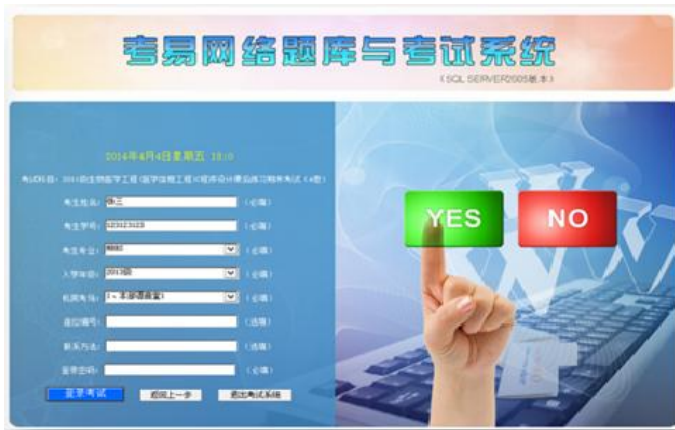 考易网络题库与考试系统
(SQL SERVER2005版本)
2014年4月4日星期五
YES NO
考生姓名: 张三 (必填)
考生学号: 123123123 (必填)
考生专业: (必填)
入学年级: 2013级 (必填)
机房考场: (必填)
座位编号: (选填)
联系方法: (选填)
登录密码: (必填)
登录考试 返回上一步 退出考试系统